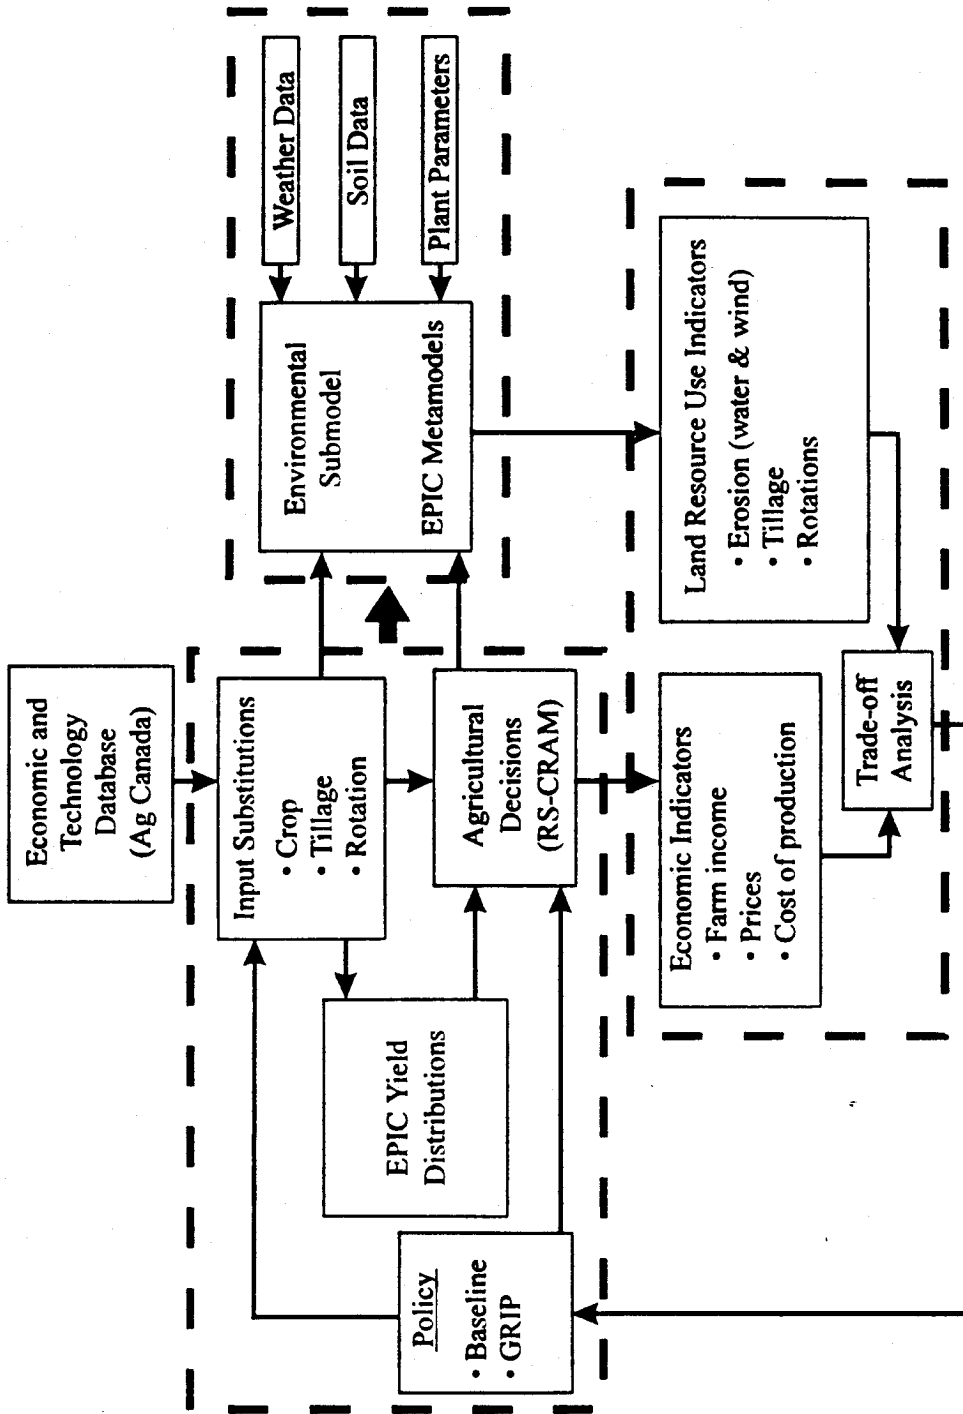 Economic and
Technology
Database
(Ag Canada)
Policy
• Baseline
• GRIP
EPIC Yield
Distributions
Input Substitutions
• Crop
• Tillage
• Rotation
Agricultural
Decisions
(RS-CRAM)
Environmental
Submodel
EPIC Metamodels
Weather Data
Soil Data
Plant Parameters
Economic Indicators
• Farm income
• Prices
• Cost of production
Land Resource Use Indicators
• Erosion (water & wind)
• Tillage
• Rotations
Trade-off
Analysis